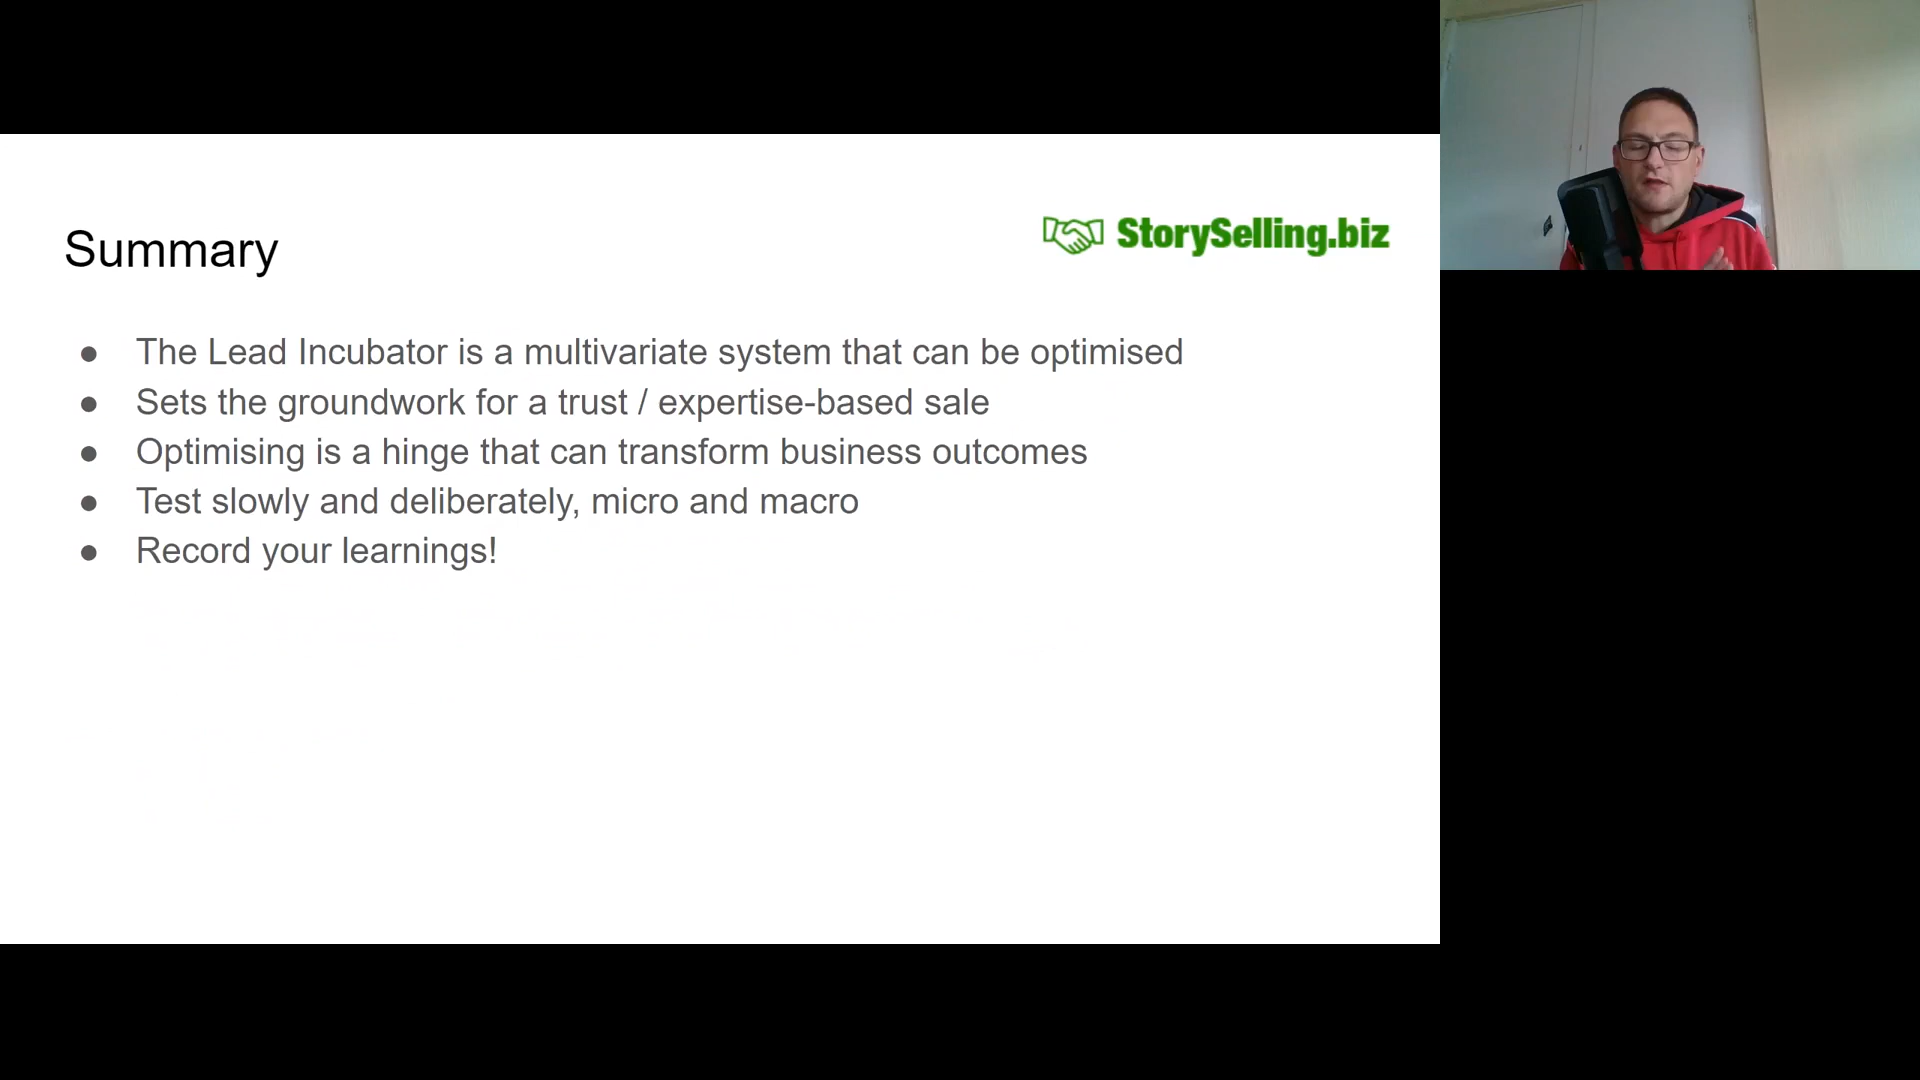 Summary
StorySelling.biz
● The Lead Incubator is a multivariate system that can be optimised
● Sets the groundwork for a trust / expertise-based sale
● Optimising is a hinge that can transform business outcomes
● Test slowly and deliberately, micro and macro
● Record your learnings!